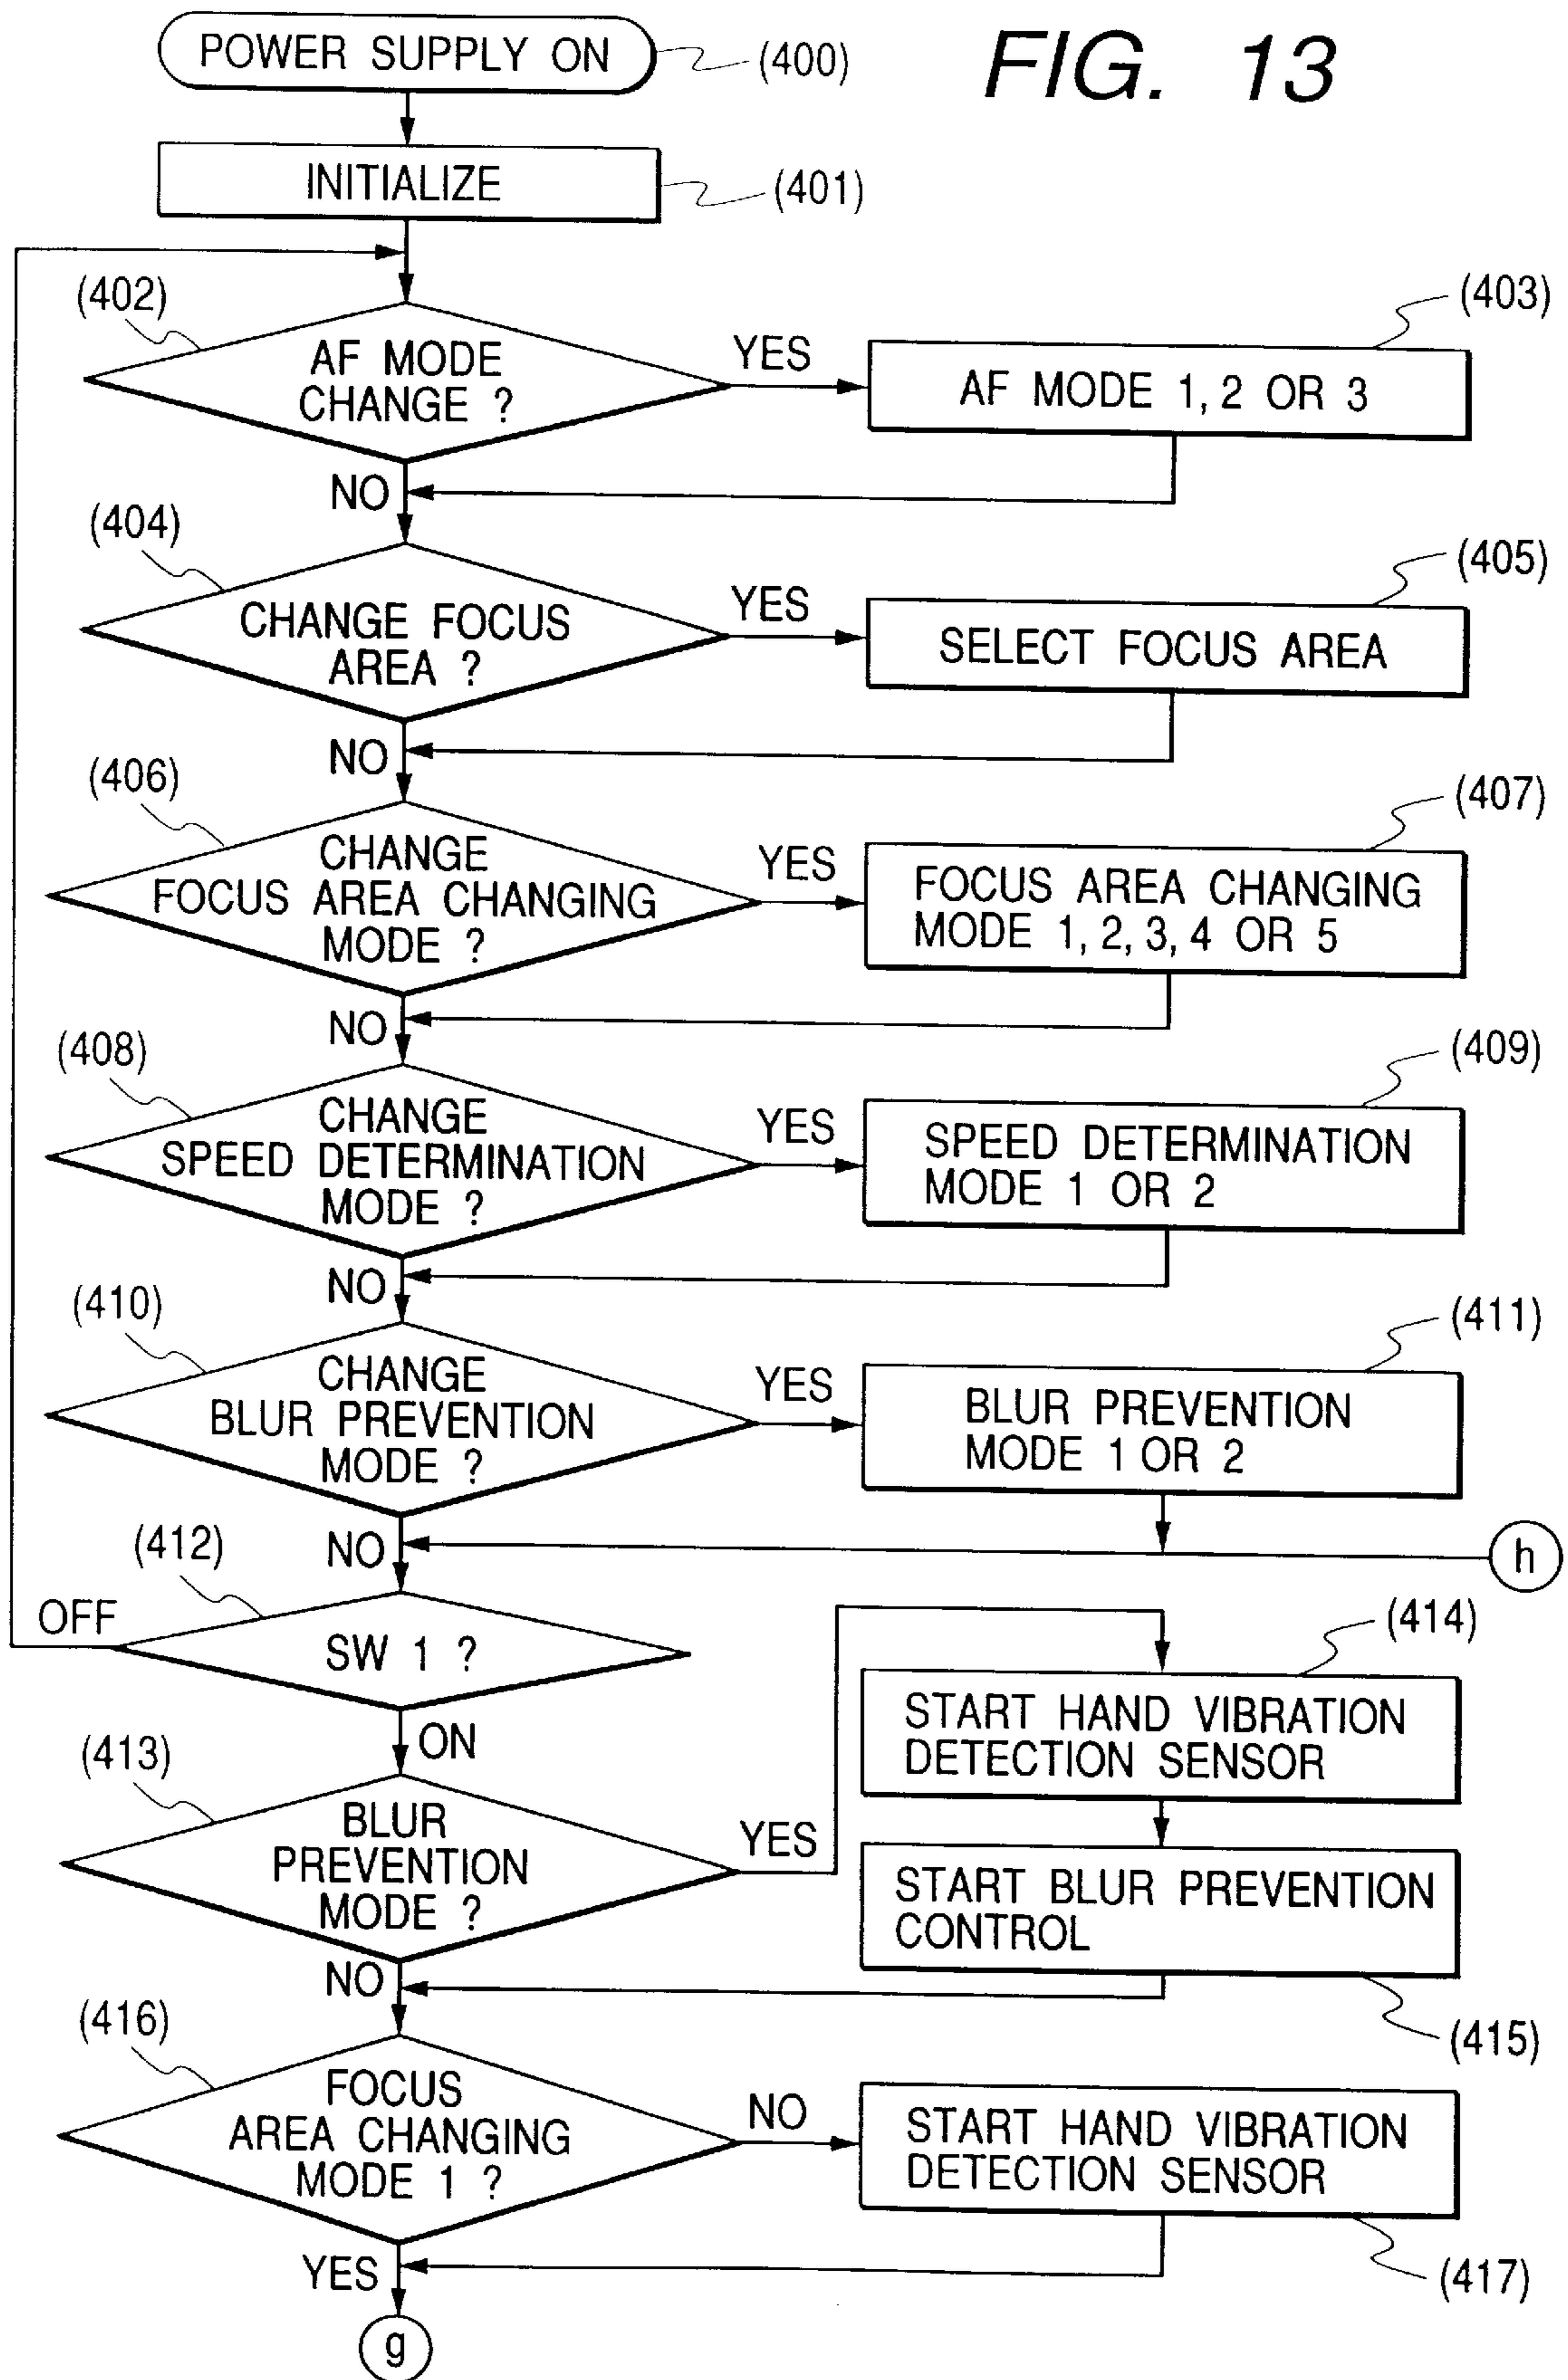 FIG. 13
POWER SUPPLY ON
(400)
INITIALIZE
(401)
(402)
AF MODE
CHANGE ?
YES
(403)
AF MODE 1, 2 OR 3
NO
(404)
CHANGE FOCUS
AREA ?
YES
(405)
SELECT FOCUS AREA
NO
(406)
CHANGE
FOCUS AREA CHANGING
MODE ?
YES
(407)
FOCUS AREA CHANGING
MODE 1, 2, 3, 4 OR 5
NO
(408)
CHANGE
SPEED DETERMINATION
MODE ?
YES
(409)
SPEED DETERMINATION
MODE 1 OR 2
NO
(410)
CHANGE
BLUR PREVENTION
MODE ?
YES
(411)
BLUR PREVENTION
MODE 1 OR 2
NO
h
(412)
OFF
SW 1 ?
ON
(413)
BLUR
PREVENTION
MODE ?
YES
(414)
START HAND VIBRATION
DETECTION SENSOR
START BLUR PREVENTION
CONTROL
(415)
NO
(416)
FOCUS
AREA CHANGING
MODE 1 ?
NO
START HAND VIBRATION
DETECTION SENSOR
(417)
YES
g